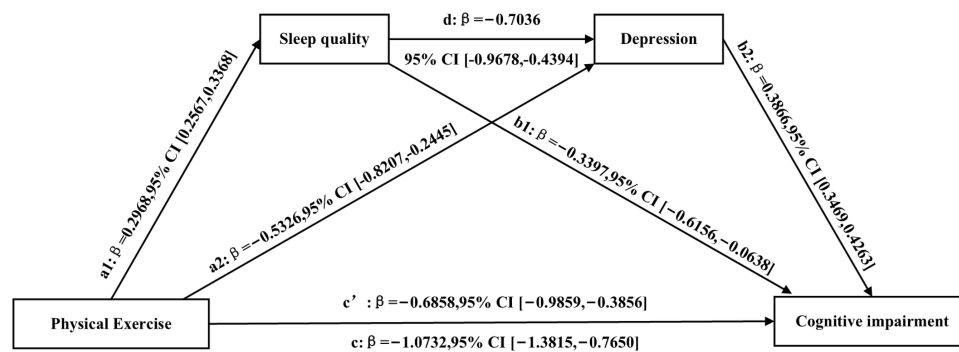 d: β=−0.7036
Sleep quality
Depression
95% CI [-0.9678,-0.4394]
a1: β=0.2968,95% CI [0.2567,0.3368]
a2: β=−0.5326,95% CI [-0.8207,-0.2445]
b1: β=−0.3397,95% CI [−0.6156,−0.0638]
b2: β=0.3866,95% CI [0.3469,0.4263]
Physical Exercise
c’ : β=−0.6858,95% CI [−0.9859,−0.3856]
c: β=−1.0732,95% CI [−1.3815,−0.7650]
Cognitive impairment